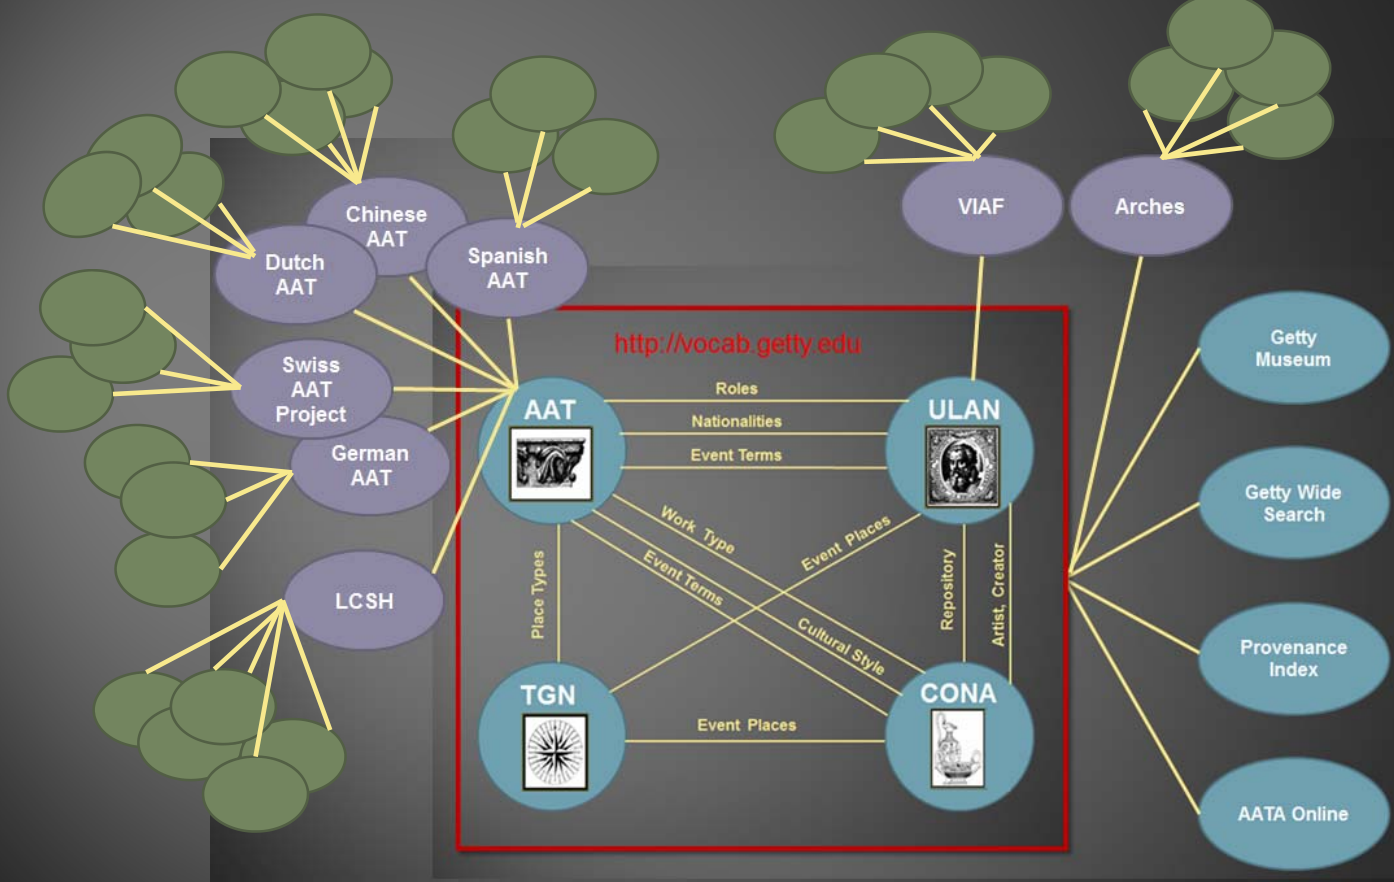 Chinese
AAT
Dutch
AAT
Spanish
AAT
VIAF
Arches
Swiss
AAT
Project
German
AAT
LCSH
http://vocab.getty.edu
AAT
Roles
Nationalities
Event Terms
ULAN
Work Type
Event Terms
Cultural Style
Event Places
Place Types
Repository
Artist, Creator
TGN
Event Places
CONA
Getty
Museum
Getty Wide
Search
Provenance
Index
AATA Online